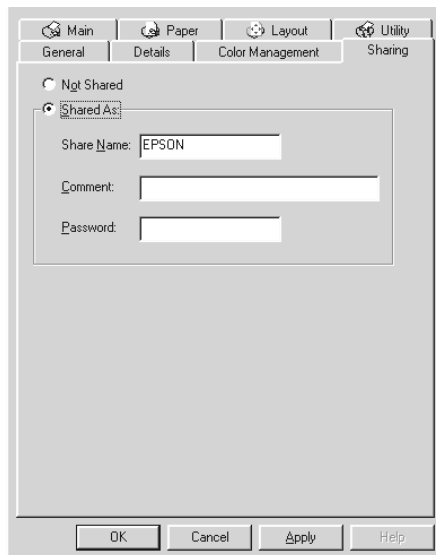 Main Paper Layout Utility
General Details Color Management Sharing
Not Shared
Shared As:
Share Name: EPSON
Comment:
Password:
OK Cancel Apply Help